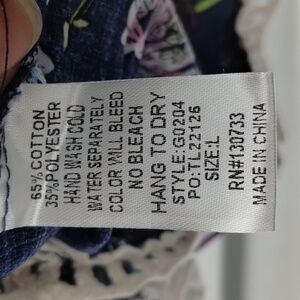 65% COTTON
35%POLYESTER
HAND WASH COLD
WATER SEPARATELY
COLOR WILL BLEED
NO BLEACH
HANG TO DRY
STYLE:G0204
PO:TL22126
SIZE:L
RN#130733
MADE IN CHINA